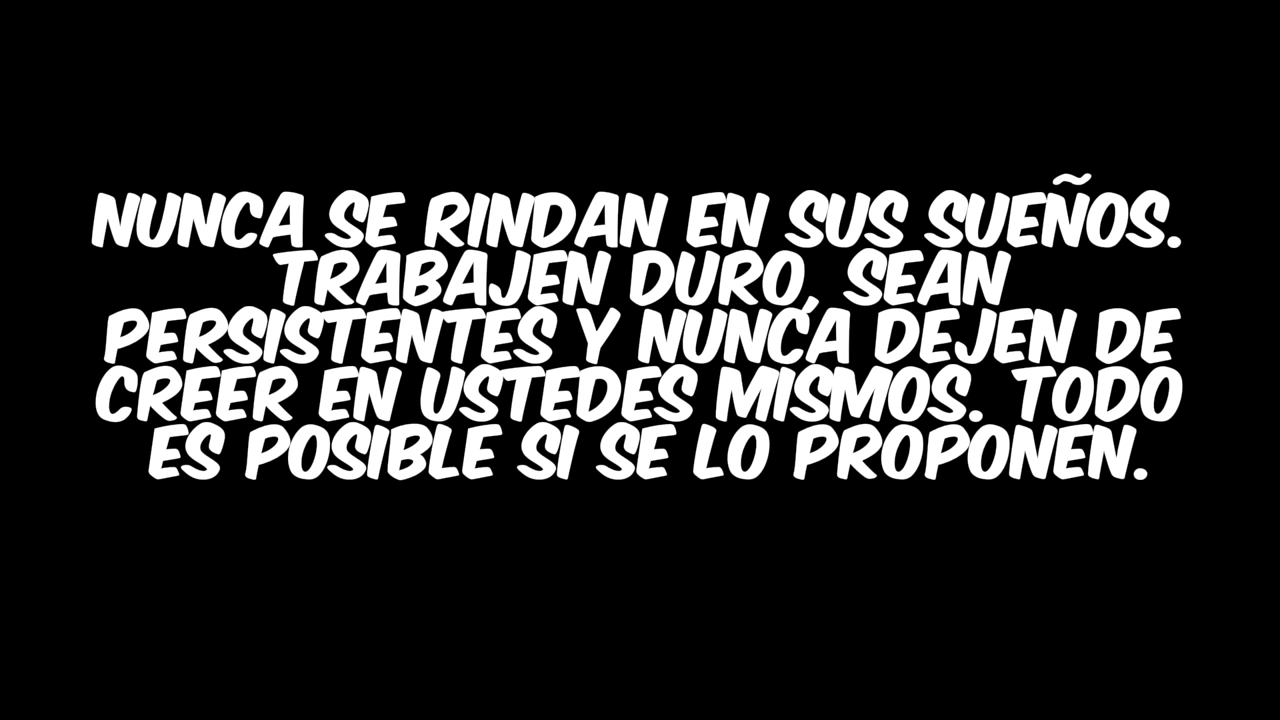 NUNCA SE RINDAN EN SUS SUEÑOS.
TRABAJEN DURO, SEAN
PERSISTENTES Y NUNCA DEJEN DE
CREER EN USTEDES MISMOS. TODO
ES POSIBLE SI SE LO PROPONEN.